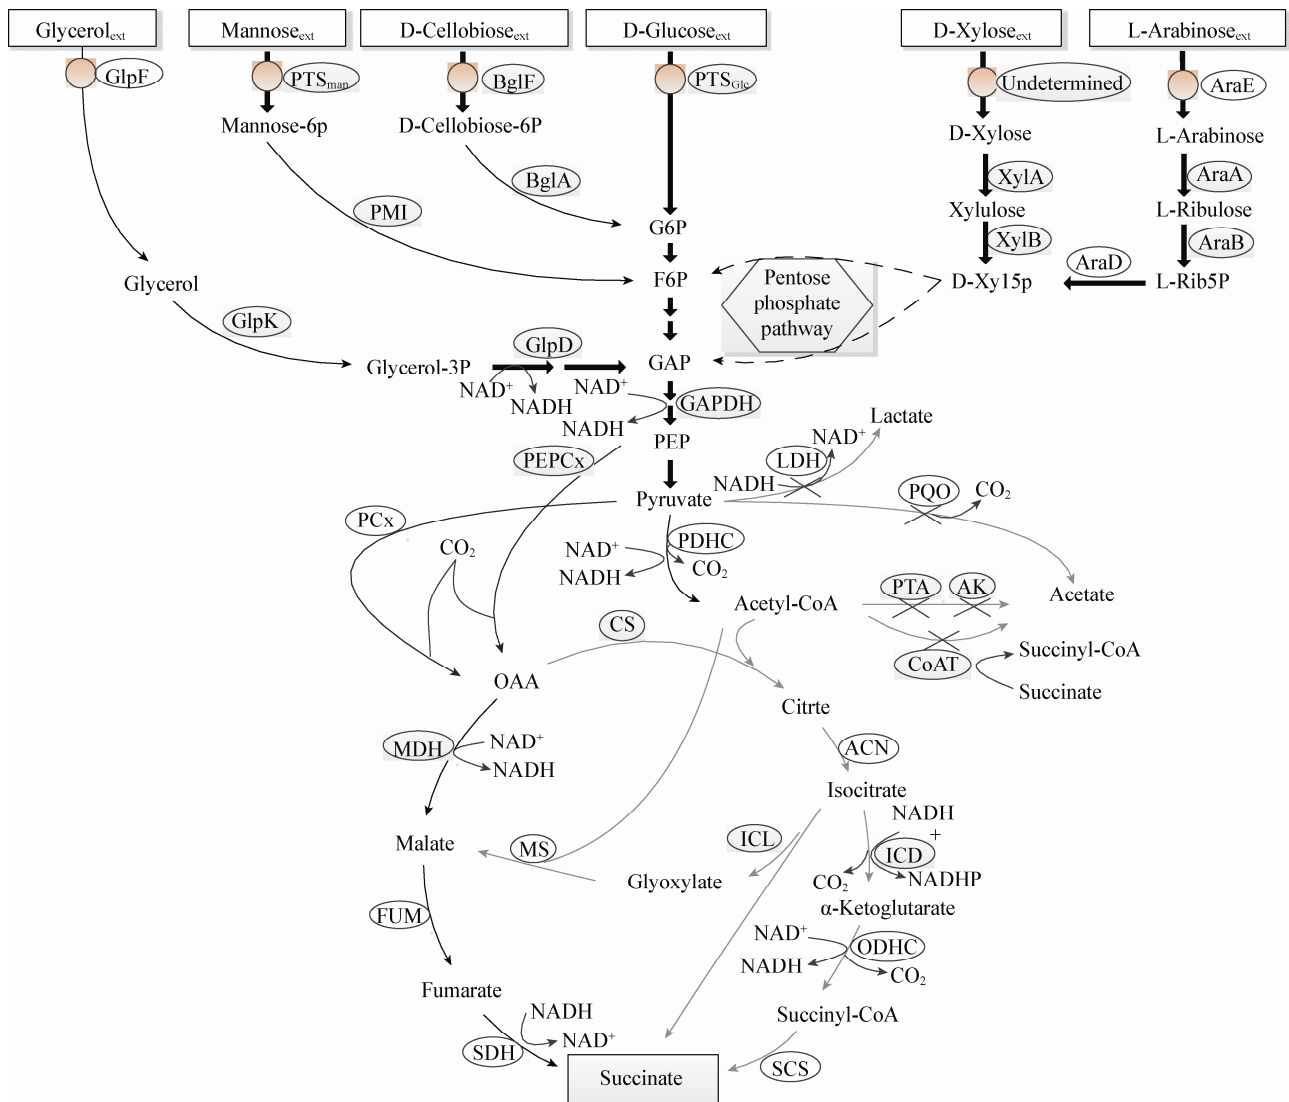 Glycerolext
Mannoseext
D-Cellobioseext
D-Glucoseext
D-Xyloseext
L-Arabinoseext
GlpF
PTSman
BglF
PTSGlc
Undetermined
AraE
Mannose-6p
D-Cellobiose-6P
D-Xylose
L-Arabinose
BglA
XylA
AraA
PMI
Xylulose
L-Ribulose
G6P
XylB
AraB
Glycerol
F6P
Pentose
phosphate
pathway
D-Xy15p
AraD
L-Rib5P
GlpK
GlpD
Glycerol-3P
GAP
NAD+
NADH
NAD+
GAPDH
NADH
PEP
Lactate
NAD+
LDH
NADH
PEPCx
Pyruvate
PQO
CO2
PCx
CO2
NAD+
NADH
PDHC
CO2
PTA
AK
Acetate
Acetyl-CoA
CS
CoAT
Succinyl-CoA
Succinate
OAA
Citrte
MDH
NAD+
NADH
ACN
Isocitrate
NADH
+
Malate
MS
ICL
ICD
NADHP
CO2
Glyoxylate
α-Ketoglutarate
FUM
NAD+
NADH
ODHC
CO2
Fumarate
NADH
NAD+
Succinyl-CoA
SDH
SCS
Succinate